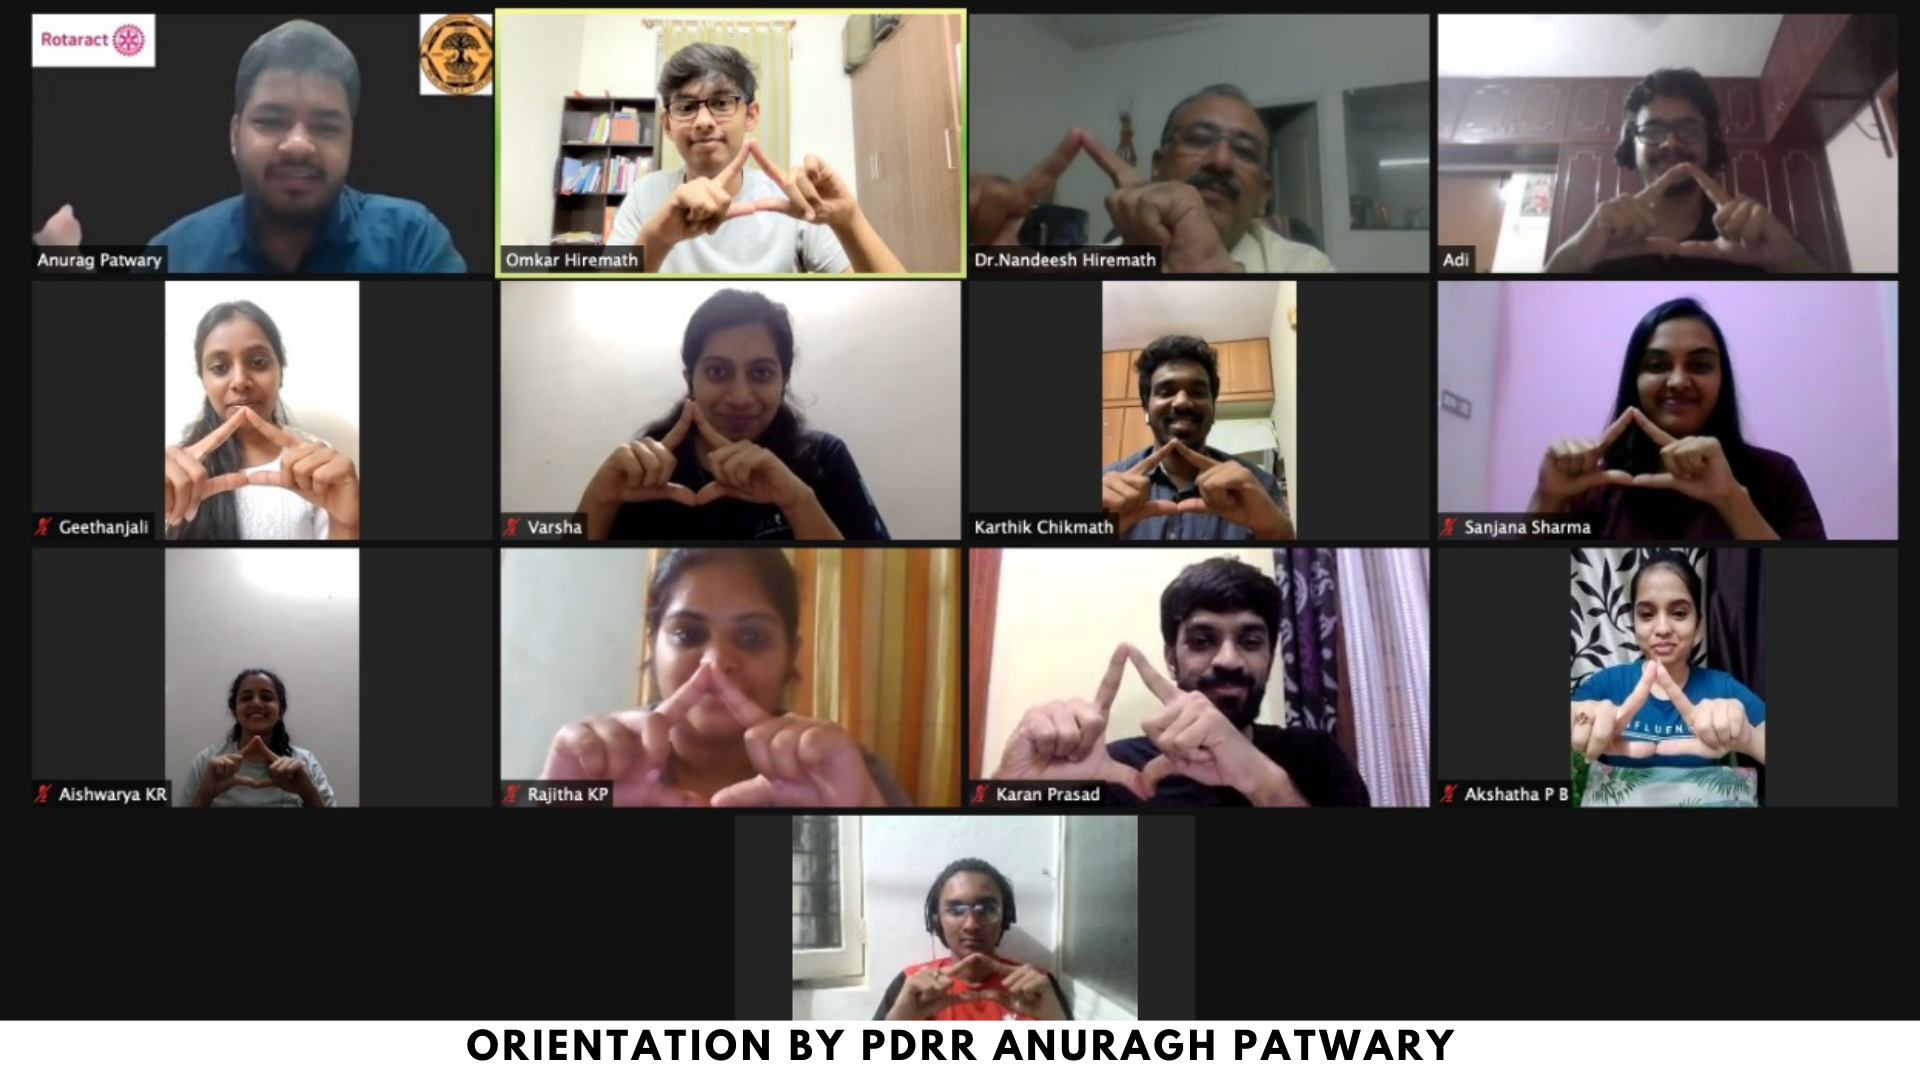 Rotaract
Anurag Patwary
Omkar Hiremath
Dr.Nandeesh Hiremath
Adi
Geethanjali
Varsha
Karthik Chikmath
Sanjana Sharma
Aishwarya KR
Rajitha KP
Karan Prasad
Akshatha P B
ORIENTATION BY PDRR ANURAGH PATWARY